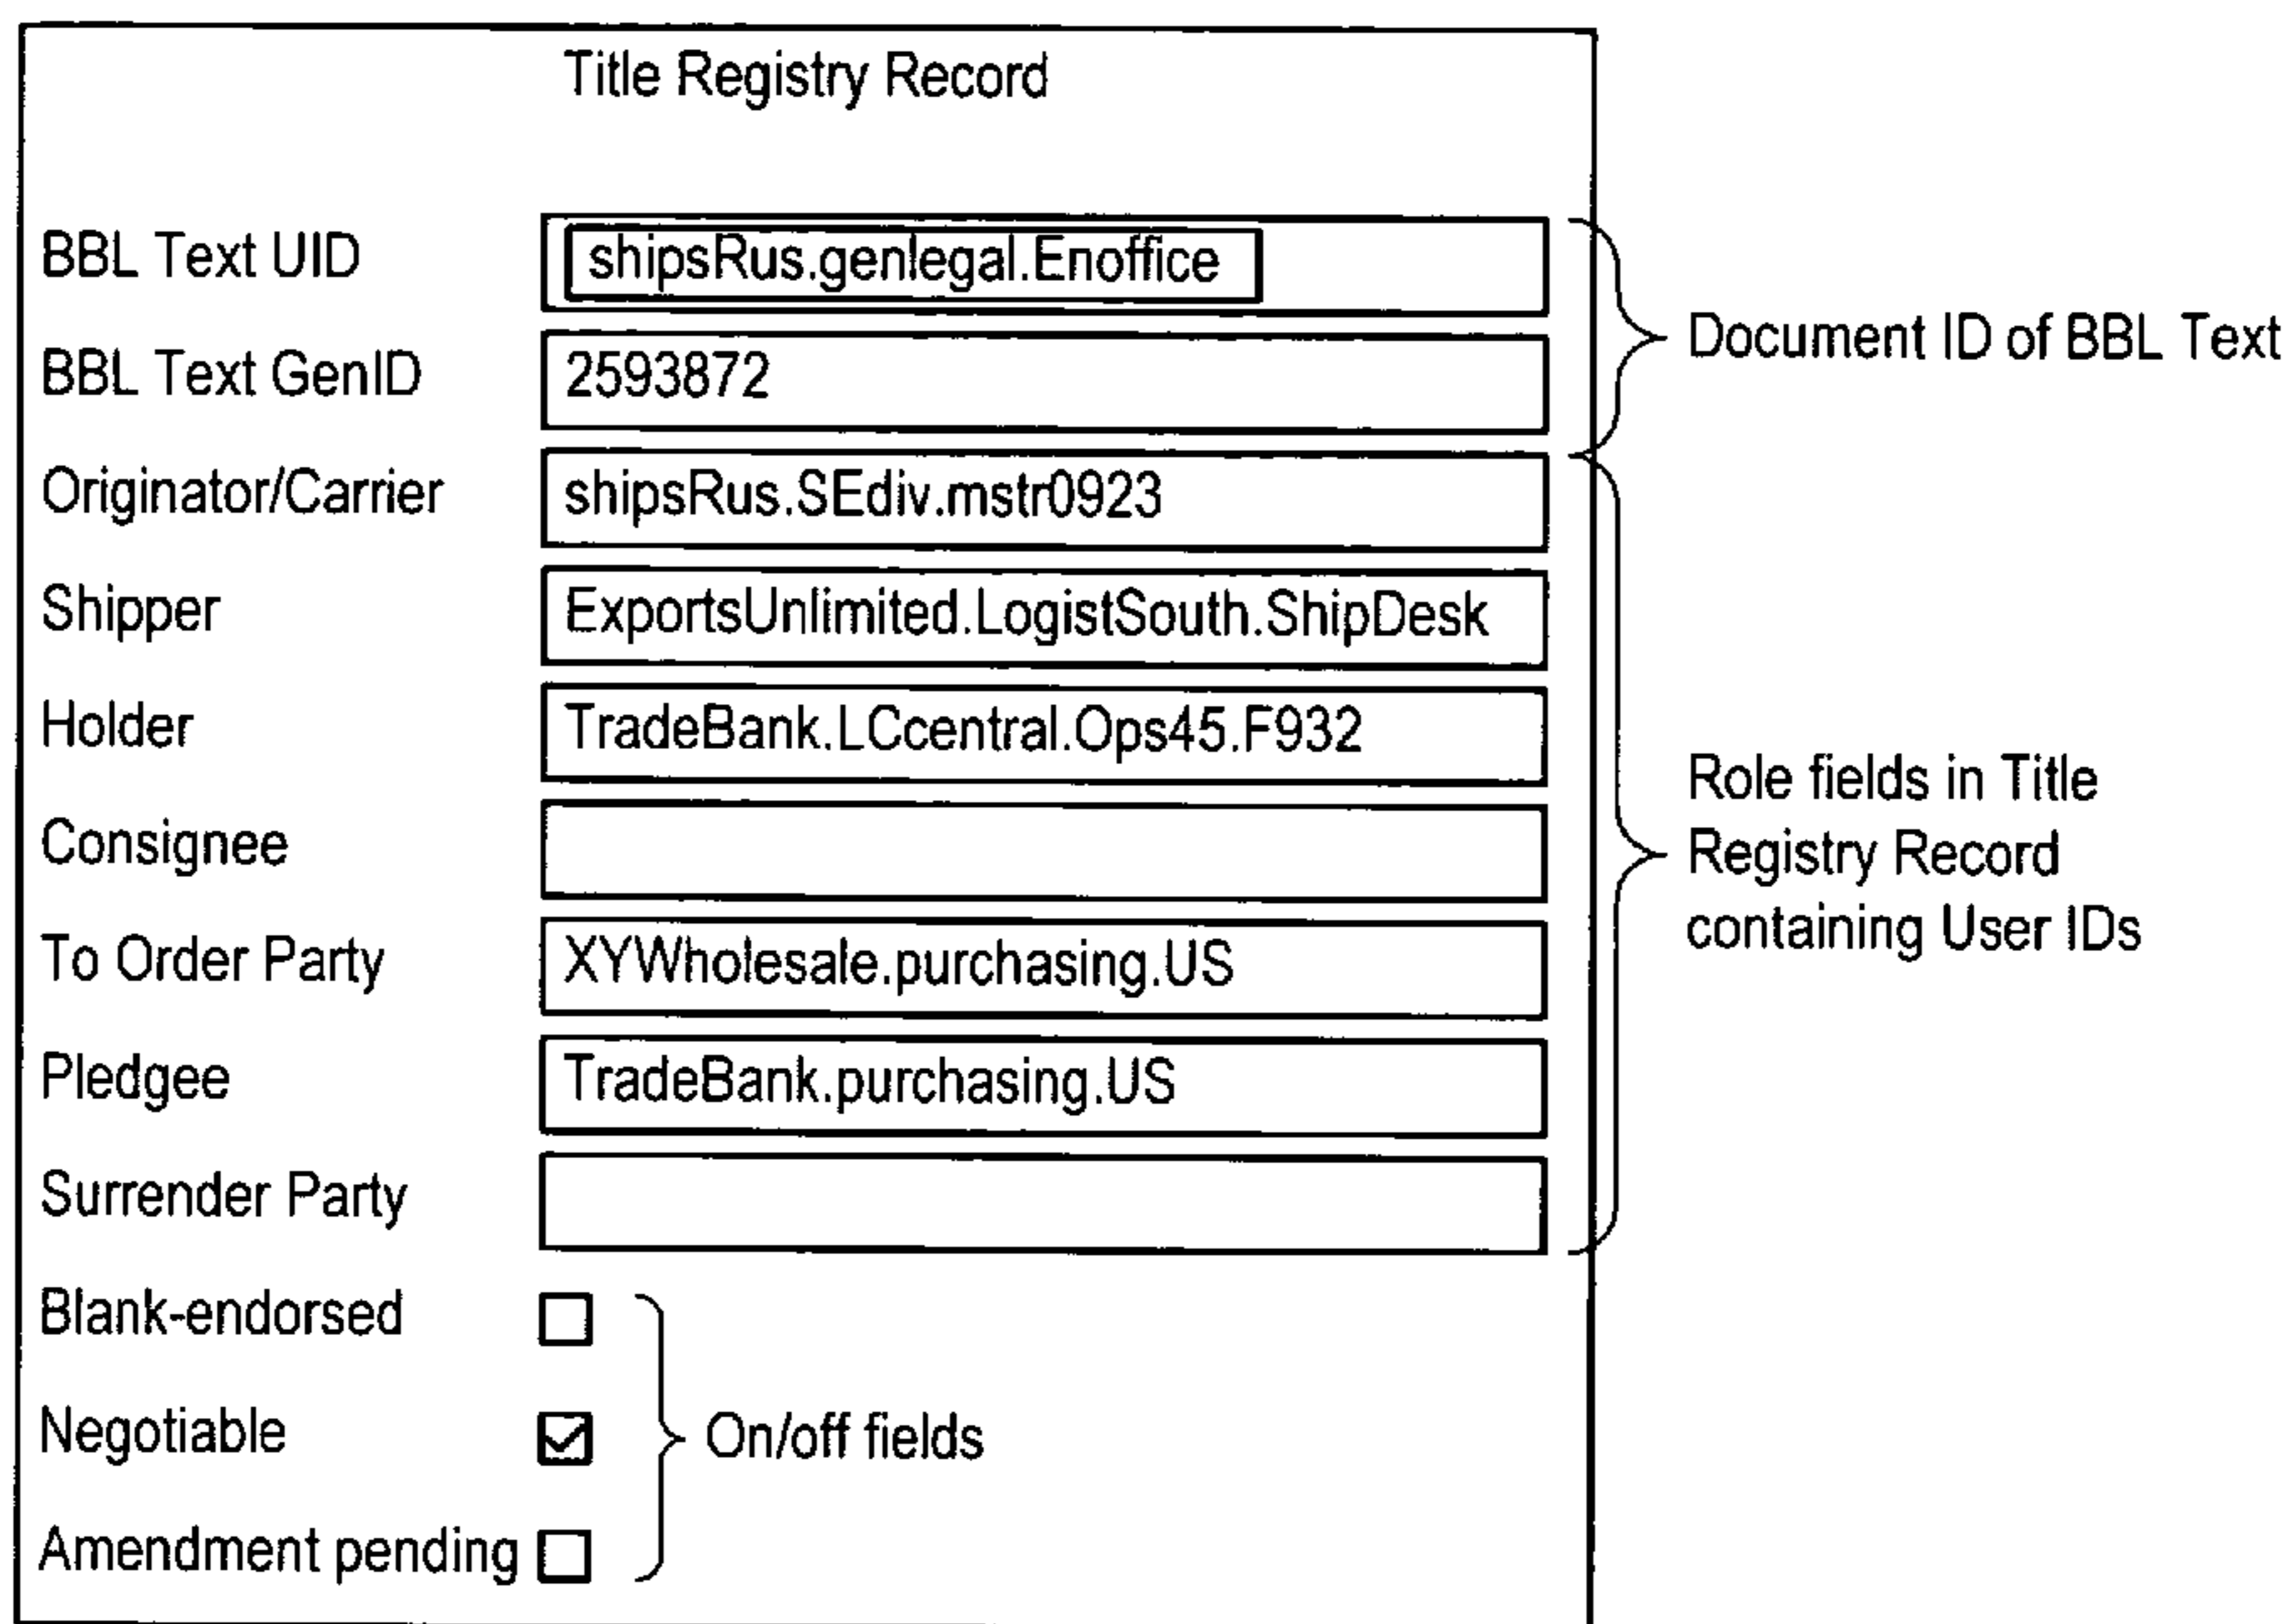 Title Registry Record
BBL Text UID shipsRus.genlegal.Enoffice
BBL Text GenID 2593872
Document ID of BBL Text
Originator/Carrier shipsRus.SEdiv.mstr0923
Shipper ExportsUnlimited.LogistSouth.ShipDesk
Holder TradeBank.LCcentral.Ops45.F932
Consignee
To Order Party XYWholesale.purchasing.US
Pledgee TradeBank.purchasing.US
Surrender Party
Role fields in Title
Registry Record
containing User IDs
Blank-endorsed
Negotiable
Amendment pending
On/off fields